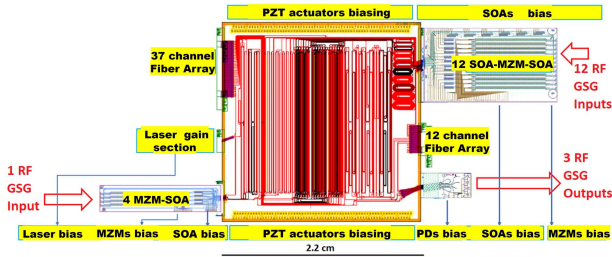 PZT actuators biasing
SOAs bias
37 channel
Fiber Array
12 SOA-MZM-SOA
12 RF
GSG
Inputs
Laser gain
section
12 channel
Fiber Array
1 RF
GSG
Input
4 MZM-SOA
3 RF
GSG
Outputs
Laser bias
MZMs bias
SOA bias
PZT actuators biasing
PDs bias
SOAs bias
MZMs bias
2.2 cm